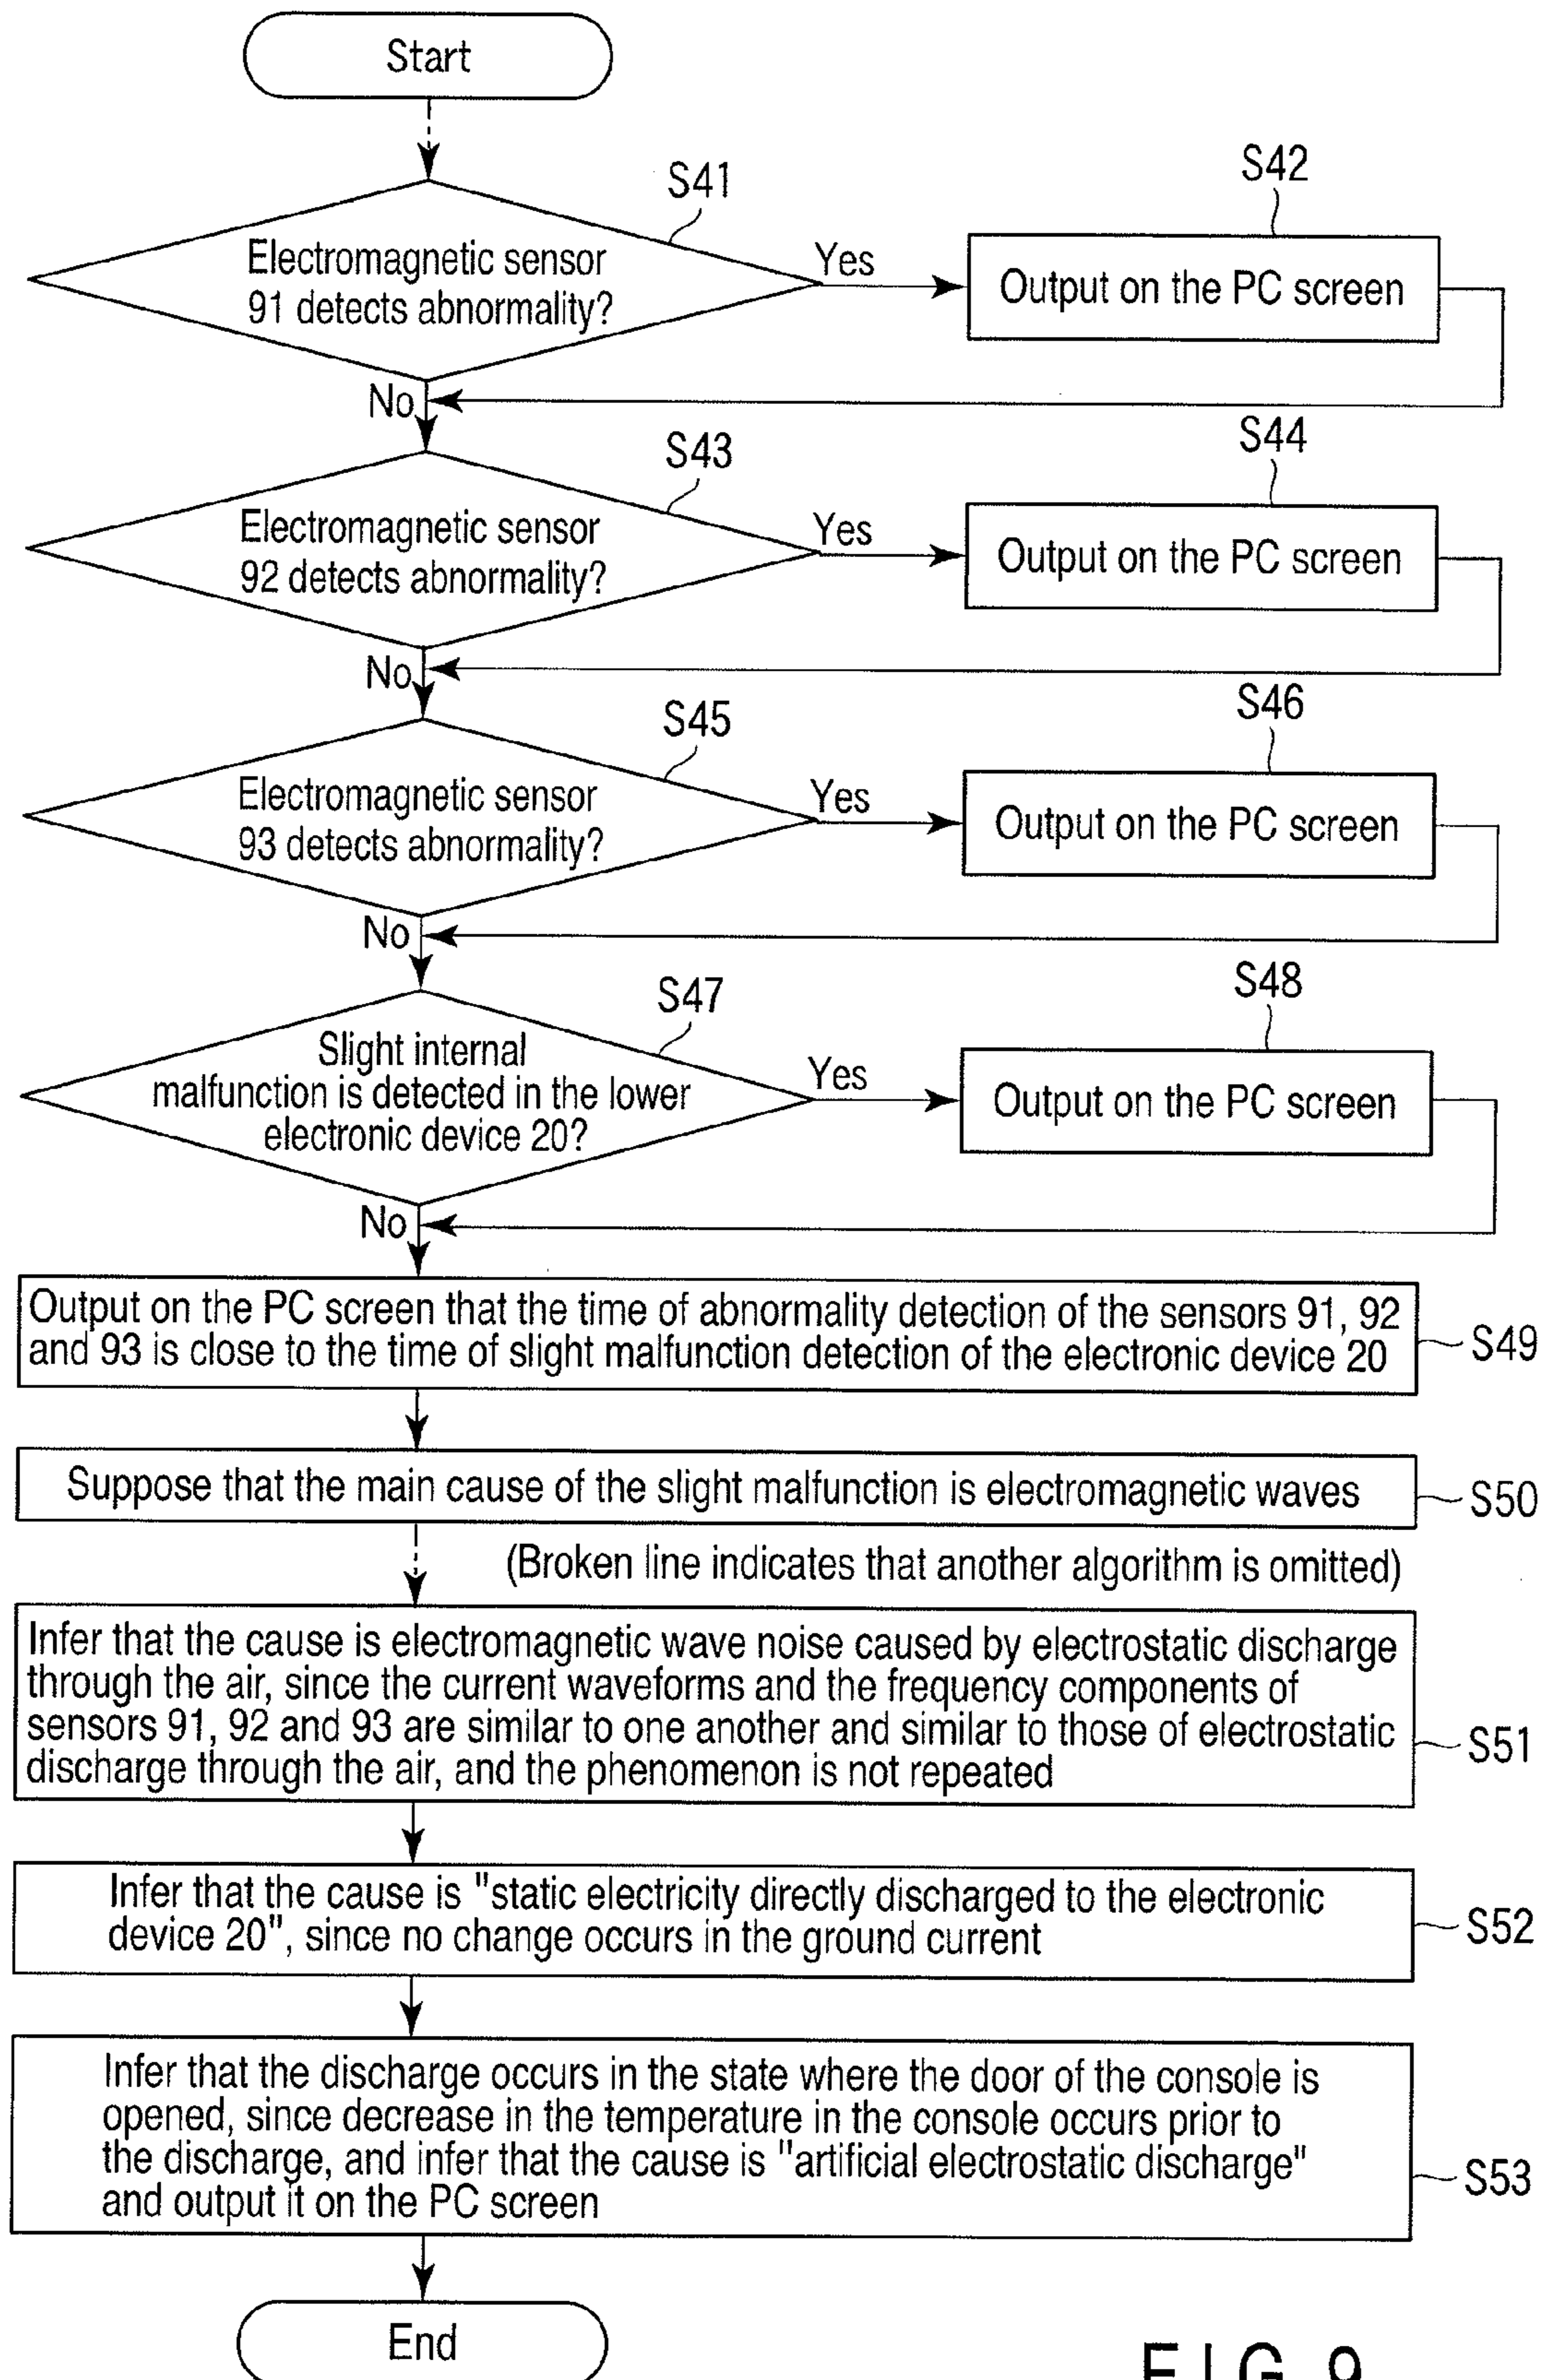 Start
S41
Electromagnetic sensor
91 detects abnormality?
Yes
S42
Output on the PC screen
No
S43
Electromagnetic sensor
92 detects abnormality?
Yes
S44
Output on the PC screen
No
S45
Electromagnetic sensor
93 detects abnormality?
Yes
S46
Output on the PC screen
No
S47
Slight internal
malfunction is detected in the lower
electronic device 20?
Yes
S48
Output on the PC screen
No
Output on the PC screen that the time of abnormality detection of the sensors 91, 92
and 93 is close to the time of slight malfunction detection of the electronic device 20
S49
Suppose that the main cause of the slight malfunction is electromagnetic waves
S50
(Broken line indicates that another algorithm is omitted)
Infer that the cause is electromagnetic wave noise caused by electrostatic discharge
through the air, since the current waveforms and the frequency components of
sensors 91, 92 and 93 are similar to one another and similar to those of electrostatic
discharge through the air, and the phenomenon is not repeated
S51
Infer that the cause is "static electricity directly discharged to the electronic
device 20", since no change occurs in the ground current
S52
Infer that the discharge occurs in the state where the door of the console is
opened, since decrease in the temperature in the console occurs prior to
the discharge, and infer that the cause is "artificial electrostatic discharge"
and output it on the PC screen
S53
End
FIG. 9